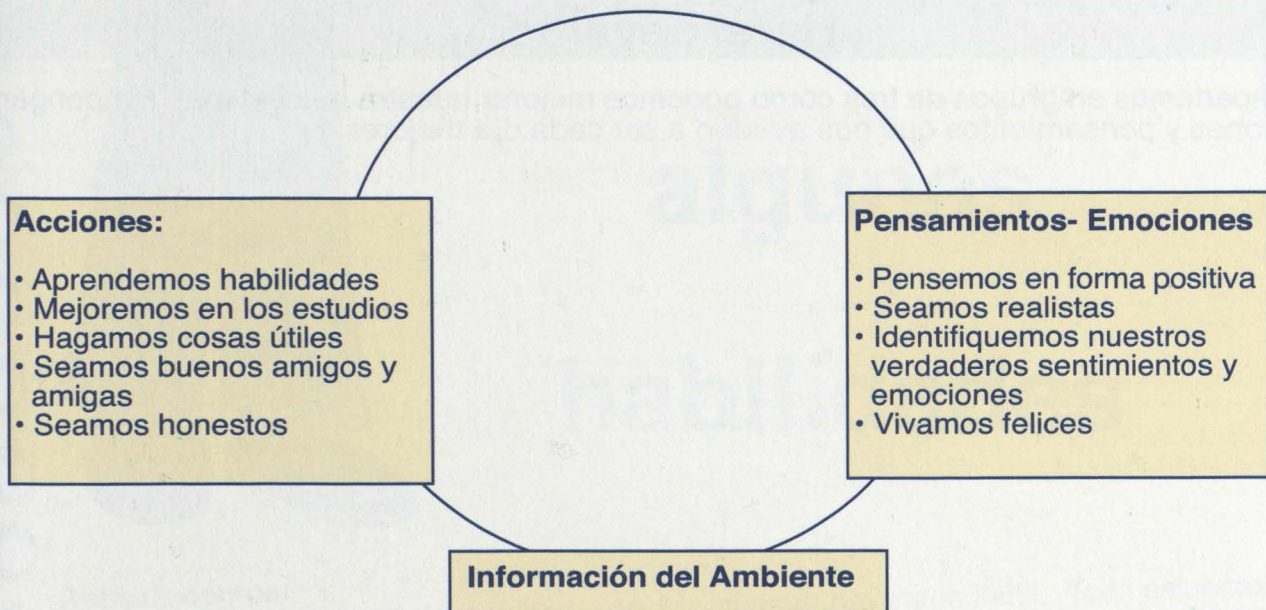 Acciones:
• Aprendemos habilidades
• Mejoremos en los estudios
• Hagamos cosas útiles
• Seamos buenos amigos y
amigas
• Seamos honestos
Pensamientos- Emociones
• Pensemos en forma positiva
• Seamos realistas
• Identifiquemos nuestros
verdaderos sentimientos y
emociones
• Vivamos felices
Información del Ambiente